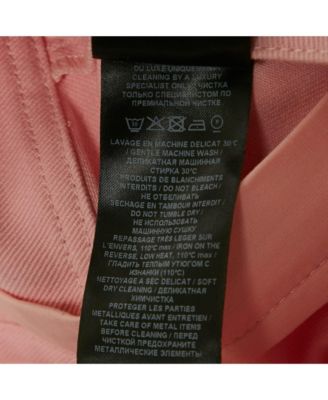 DU LUXE UNIQUEMENT
CLEANING BY A LUXURY
SPECIALIST ONLY ЧИСТКА
ТОЛЬКО СПЕЦИАЛИСТОМ ПО
ПРЕМИАЛЬНОЙ ЧИСТКЕ
LAVAGE EN MACHINE DELICAT 30°C
/ GENTLE MACHINE WASH /
ДЕЛИКАТНАЯ МАШИННАЯ
СТИРКА 30°C
PRODUITS DE BLANCHIMENTS
INTERDITS / DO NOT BLEACH /
НЕ ОТБЕЛИВАТЬ
SÉCHAGE EN TAMBOUR INTERDIT /
DO NOT TUMBLE DRY /
НЕ ИСПОЛЬЗОВАТЬ
МАШИННУЮ СУШКУ
REPASSAGE TRÈS LEGER SUR
L'ENVERS, 110°C max / IRON ON THE
REVERSE, LOW HEAT, 110°C max /
ГЛАДИТЬ ТЕПЛЫМ УТЮГОМ С
ИЗНАНКИ (110°C)
NETTOYAGE A SEC DELICAT / SOFT
DRY CLEANING / ДЕЛИКАТНАЯ
ХИМЧИСТКА
PROTEGER LES PARTIES
METALLIQUES AVANT ENTRETIEN /
TAKE CARE OF METAL ITEMS
BEFORE CLEANING / ПЕРЕД
ЧИСТКОЙ ПРЕДОХРАНИТЕ
МЕТАЛЛИЧЕСКИЕ ЭЛЕМЕНТЫ